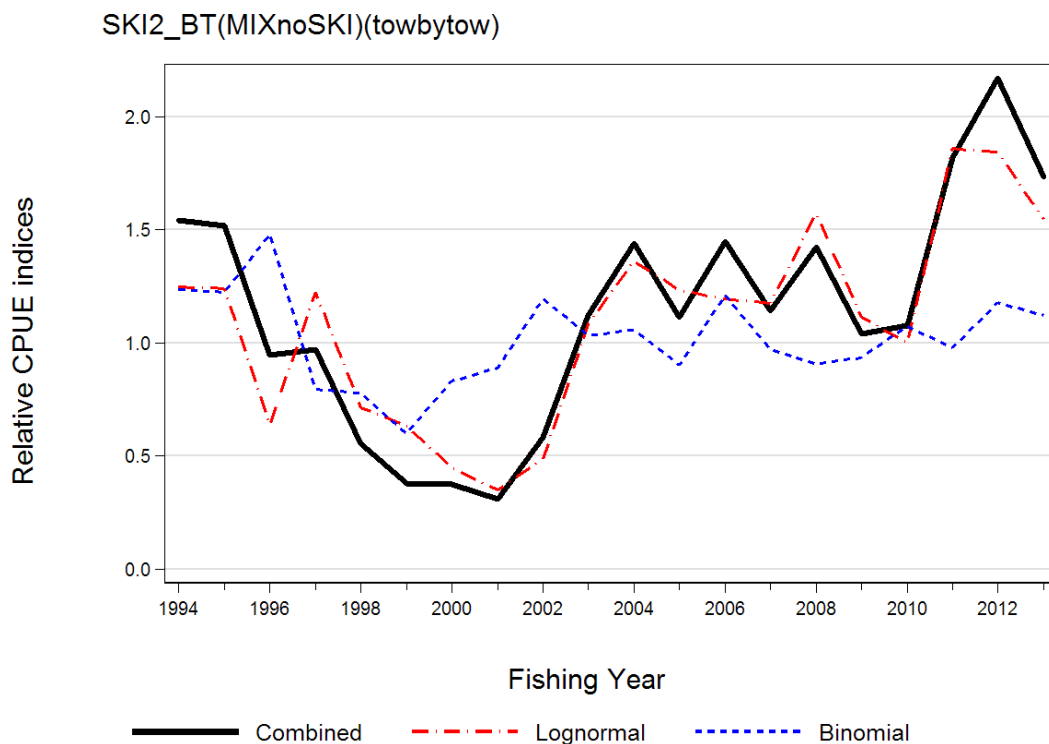 SKI2_BT(MIXnoSKI)(towbytow)
Relative CPUE indices
2.0
1.5
1.0
0.5
0.0
1994 1996 1998 2000 2002 2004 2006 2008 2010 2012
Fishing Year
Combined Lognormal Binomial